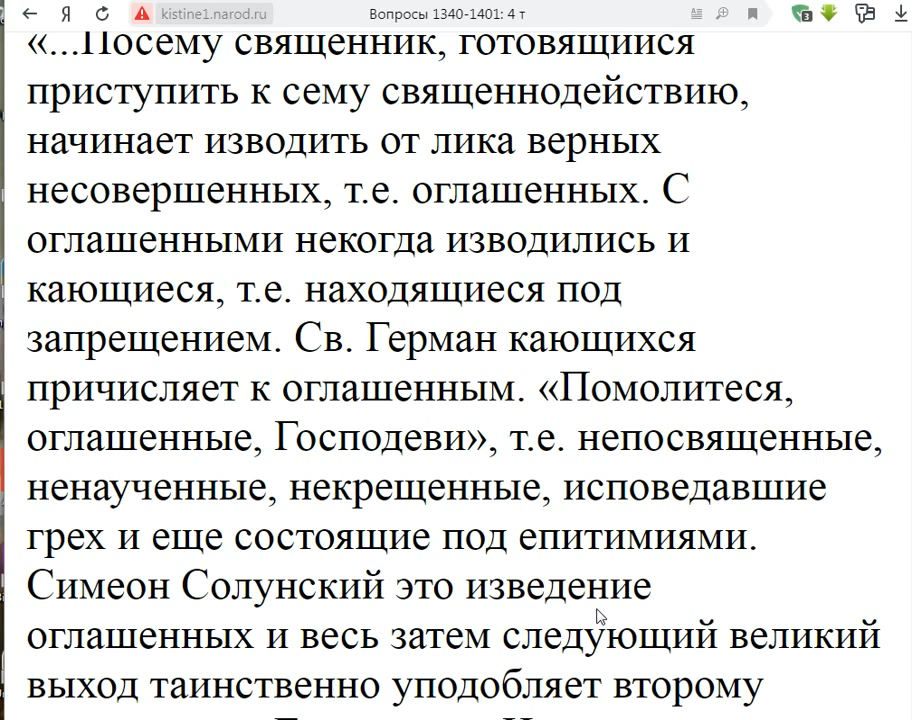 Я
kistine1.narod.ru
Вопросы 1340-1401: 4 т
3
«...Посему священник, готовящийся
приступить к сему священнодействию,
начинает изводить от лика верных
несовершенных, т.е. оглашенных. С
оглашенными некогда изводились и
кающиеся, т.е. находящиеся под
запрещением. Св. Герман кающихся
причисляет к оглашенным. «Помолитеся,
оглашенные, Господеви», т.е. непосвященные,
ненаученные, некрещенные, исповедавшие
грех и еще состоящие под епитимиями.
Симеон Солунский это изведение
оглашенных и весь затем следующий великий
выход таинственно уподобляет второму